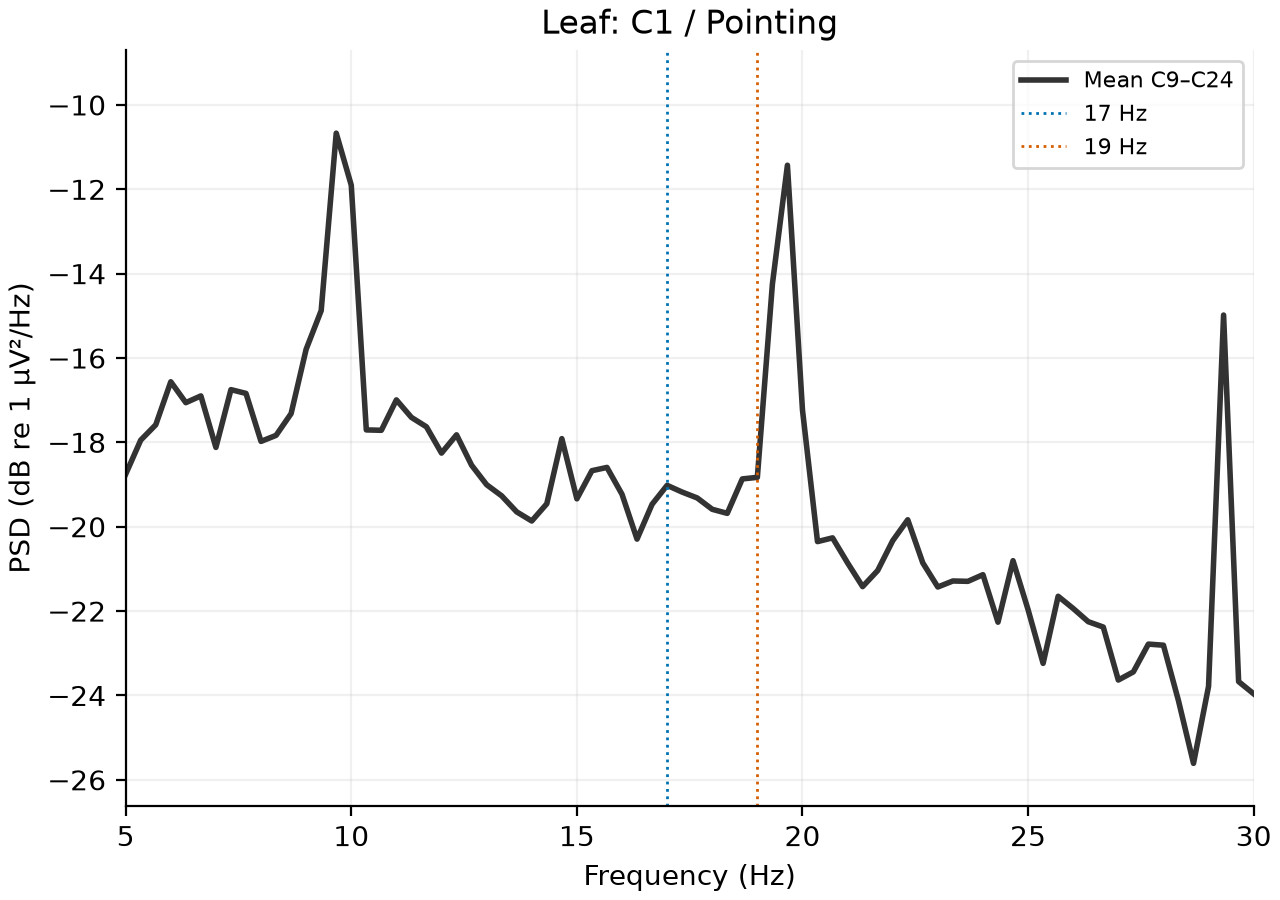 Leaf: C1 / Pointing
Mean C9–C24
17 Hz
19 Hz
PSD (dB re 1 µV²/Hz)
−10
−12
−14
−16
−18
−20
−22
−24
−26
5 10 15 20 25 30
Frequency (Hz)